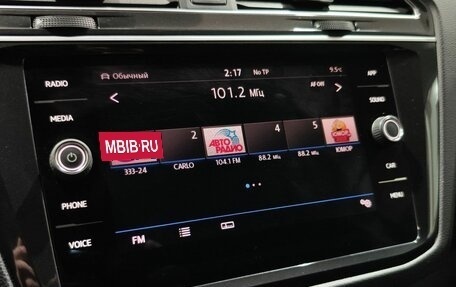 RADIO
MEDIA
PHONE
VOICE
Обычный
2:17
No TP
9.5
101.2 МГц
AF Off
MBIB.RU
2
4
5
АВТО
РАДИО
ЮМОР
333-24
CARLO
104.1 FM
88.2 МГц
88.2 МГц
ЮМОР
FM
APP
SOUND
CAR
MENU